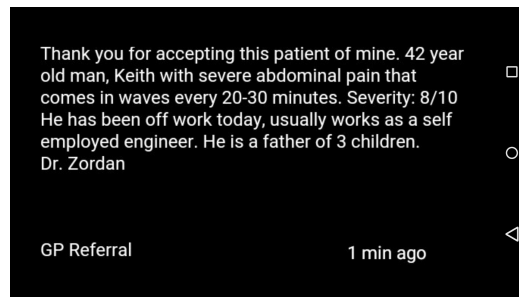 Thank you for accepting this patient of mine. 42 year
old man, Keith with severe abdominal pain that
comes in waves every 20-30 minutes. Severity: 8/10
He has been off work today, usually works as a self
employed engineer. He is a father of 3 children.
Dr. Zordan
GP Referral
1 min ago